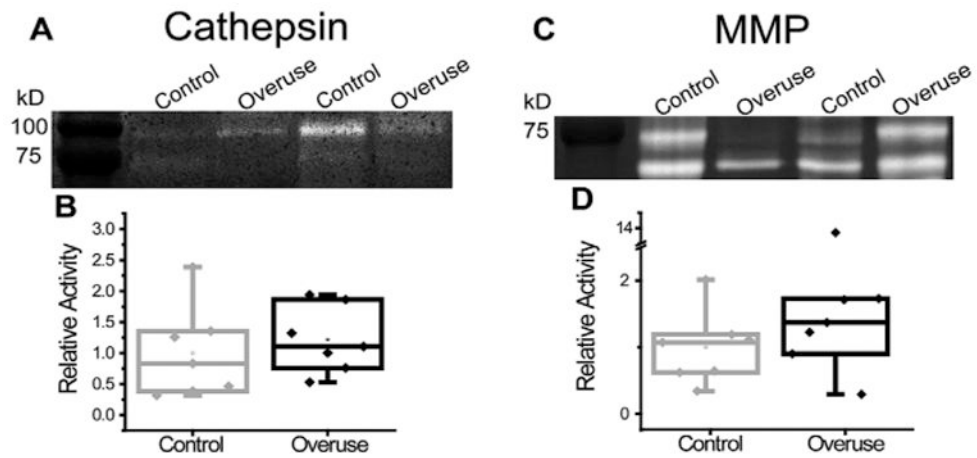 A Cathepsin
kD Control Overuse Control Overuse
100
75
B
Relative Activity
3.0
2.5
2.0
1.5
1.0
0.5
0.0
Control Overuse
C MMP
kD Control Overuse Control Overuse
75
D
Relative Activity
14
2
0
Control Overuse